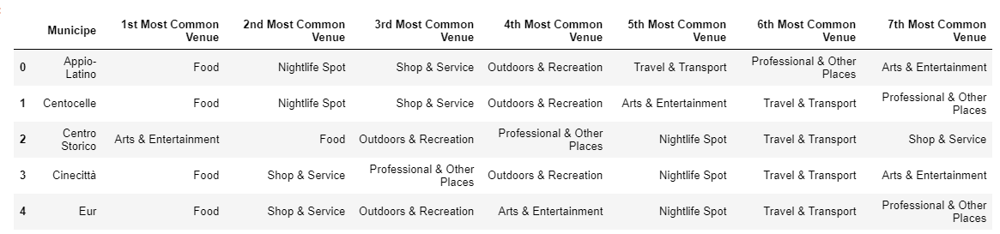 Municipe 1st Most Common Venue 2nd Most Common Venue 3rd Most Common Venue 4th Most Common Venue 5th Most Common Venue 6th Most Common Venue 7th Most Common Venue
0 Appio-Latino Food Nightlife Spot Shop & Service Outdoors & Recreation Travel & Transport Professional & Other Places Arts & Entertainment
1 Centocelle Food Nightlife Spot Shop & Service Outdoors & Recreation Arts & Entertainment Travel & Transport Professional & Other Places
2 Centro Storico Arts & Entertainment Food Outdoors & Recreation Professional & Other Places Nightlife Spot Travel & Transport Shop & Service
3 Cinecittà Food Shop & Service Professional & Other Places Outdoors & Recreation Nightlife Spot Travel & Transport Arts & Entertainment
4 Eur Food Shop & Service Outdoors & Recreation Arts & Entertainment Nightlife Spot Travel & Transport Professional & Other Places